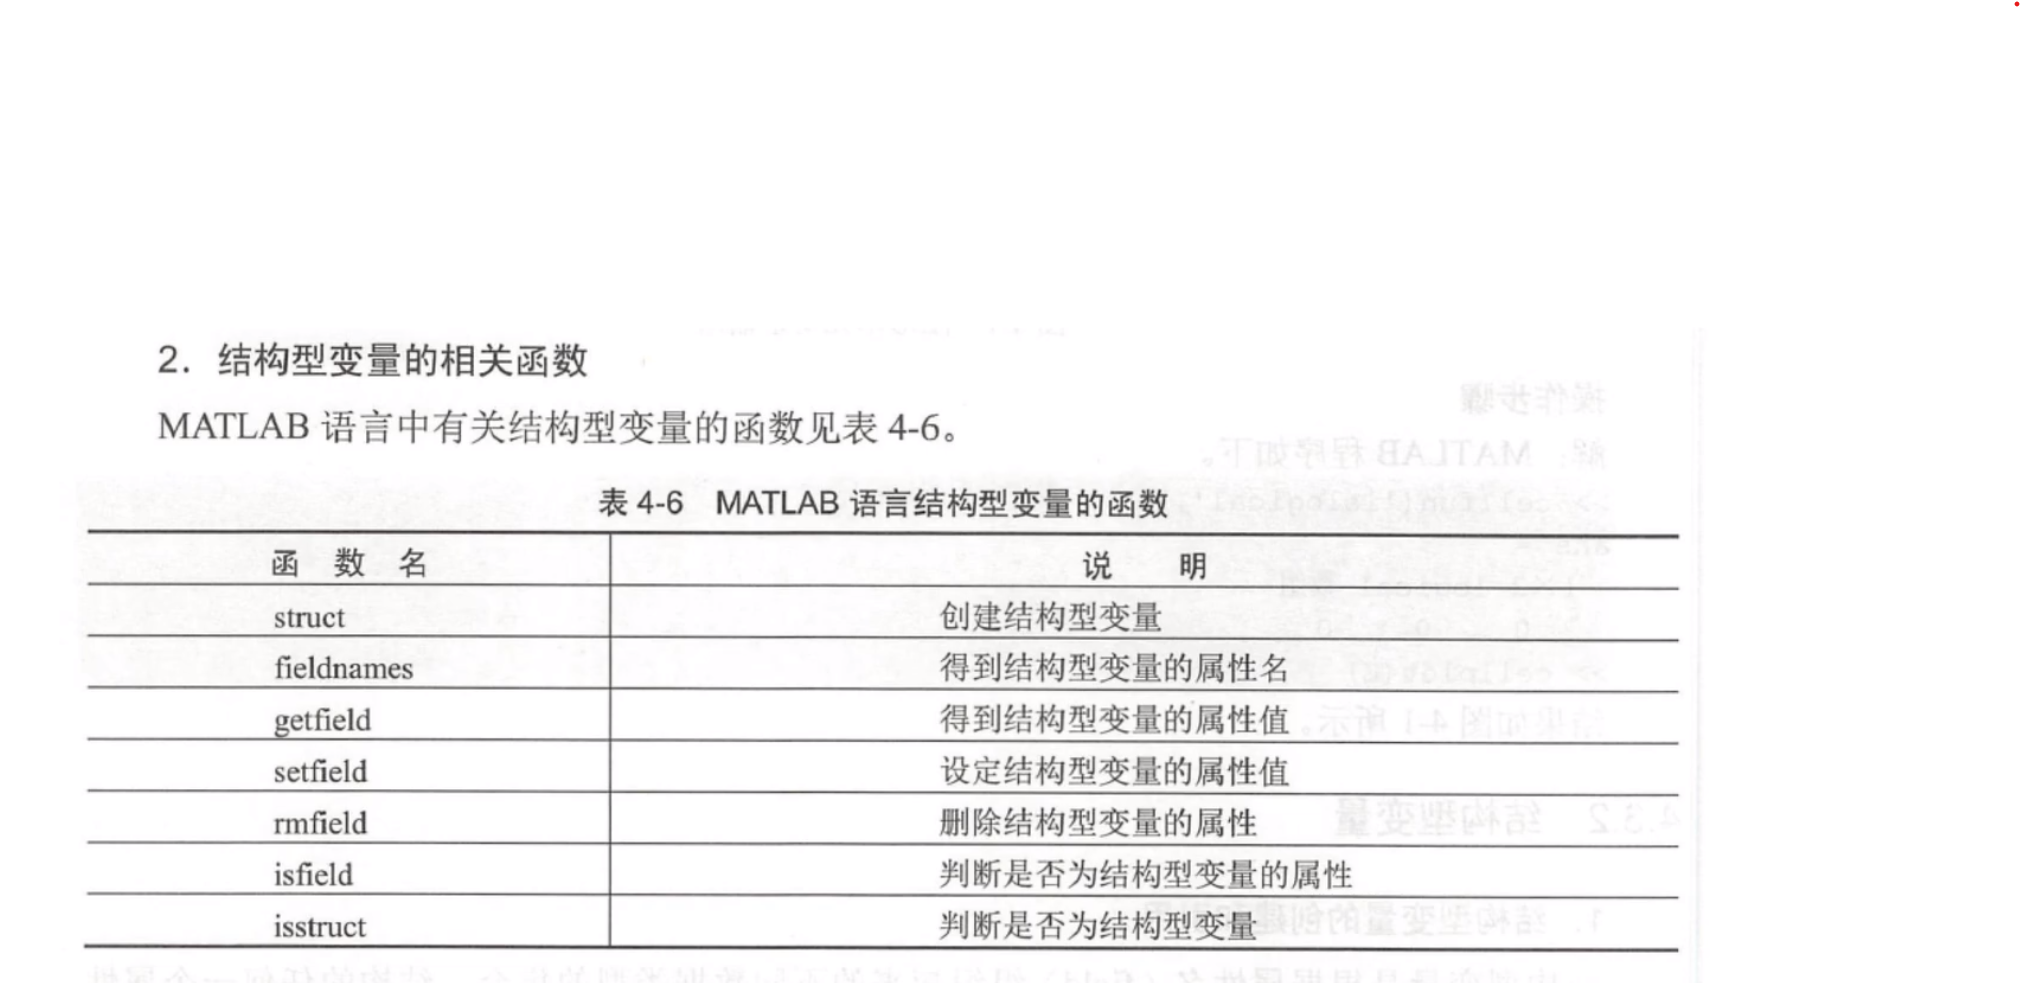 2. 结构型变量的相关函数
MATLAB 语言中有关结构型变量的函数见表 4-6。
表 4-6 MATLAB 语言结构型变量的函数
函 数 名 说 明
struct 创建结构型变量
fieldnames 得到结构型变量的属性名
getfield 得到结构型变量的属性值
setfield 设定结构型变量的属性值
rmfield 删除结构型变量的属性
isfield 判断是否为结构型变量的属性
isstruct 判断是否为结构型变量